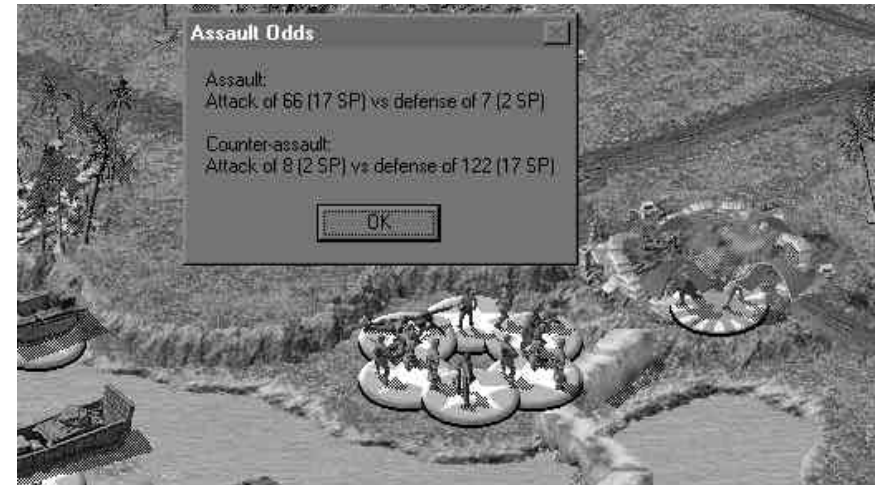 Assault Odds
Assault:
Attack of 66 (17 SP) vs defense of 7 (2 SP)
Counter-assault:
Attack of 8 (2 SP) vs defense of 122 (17 SP)
OK